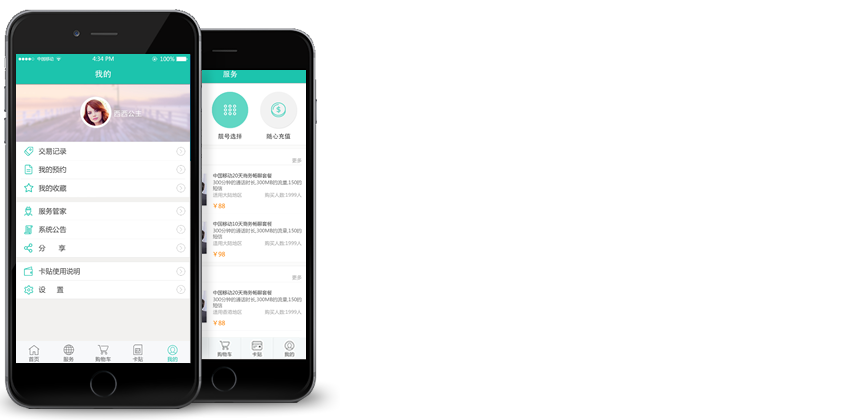 中国移动
4:34 PM
100%
我的
西西公主
交易记录
我的预约
我的收藏
服务管家
系统公告
分 享
卡贴使用说明
设 置
首页
服务
购物车
卡贴
我的
服务
靓号选择
随心充值
更多
中国移动20天商务畅聊套餐
300分钟的通话时长,300MB的流量,150的
短信
适用大陆地区 购买人数:1999人
￥88
中国移动10天商务畅聊套餐
300分钟的通话时长,300MB的流量,150的
短信
适用大陆地区 购买人数:1999人
￥98
更多
中国移动20天商务畅聊套餐
300分钟的通话时长,300MB的流量,150的
短信
适用香港地区 购买人数:1999人
￥88
购物车
卡贴
我的